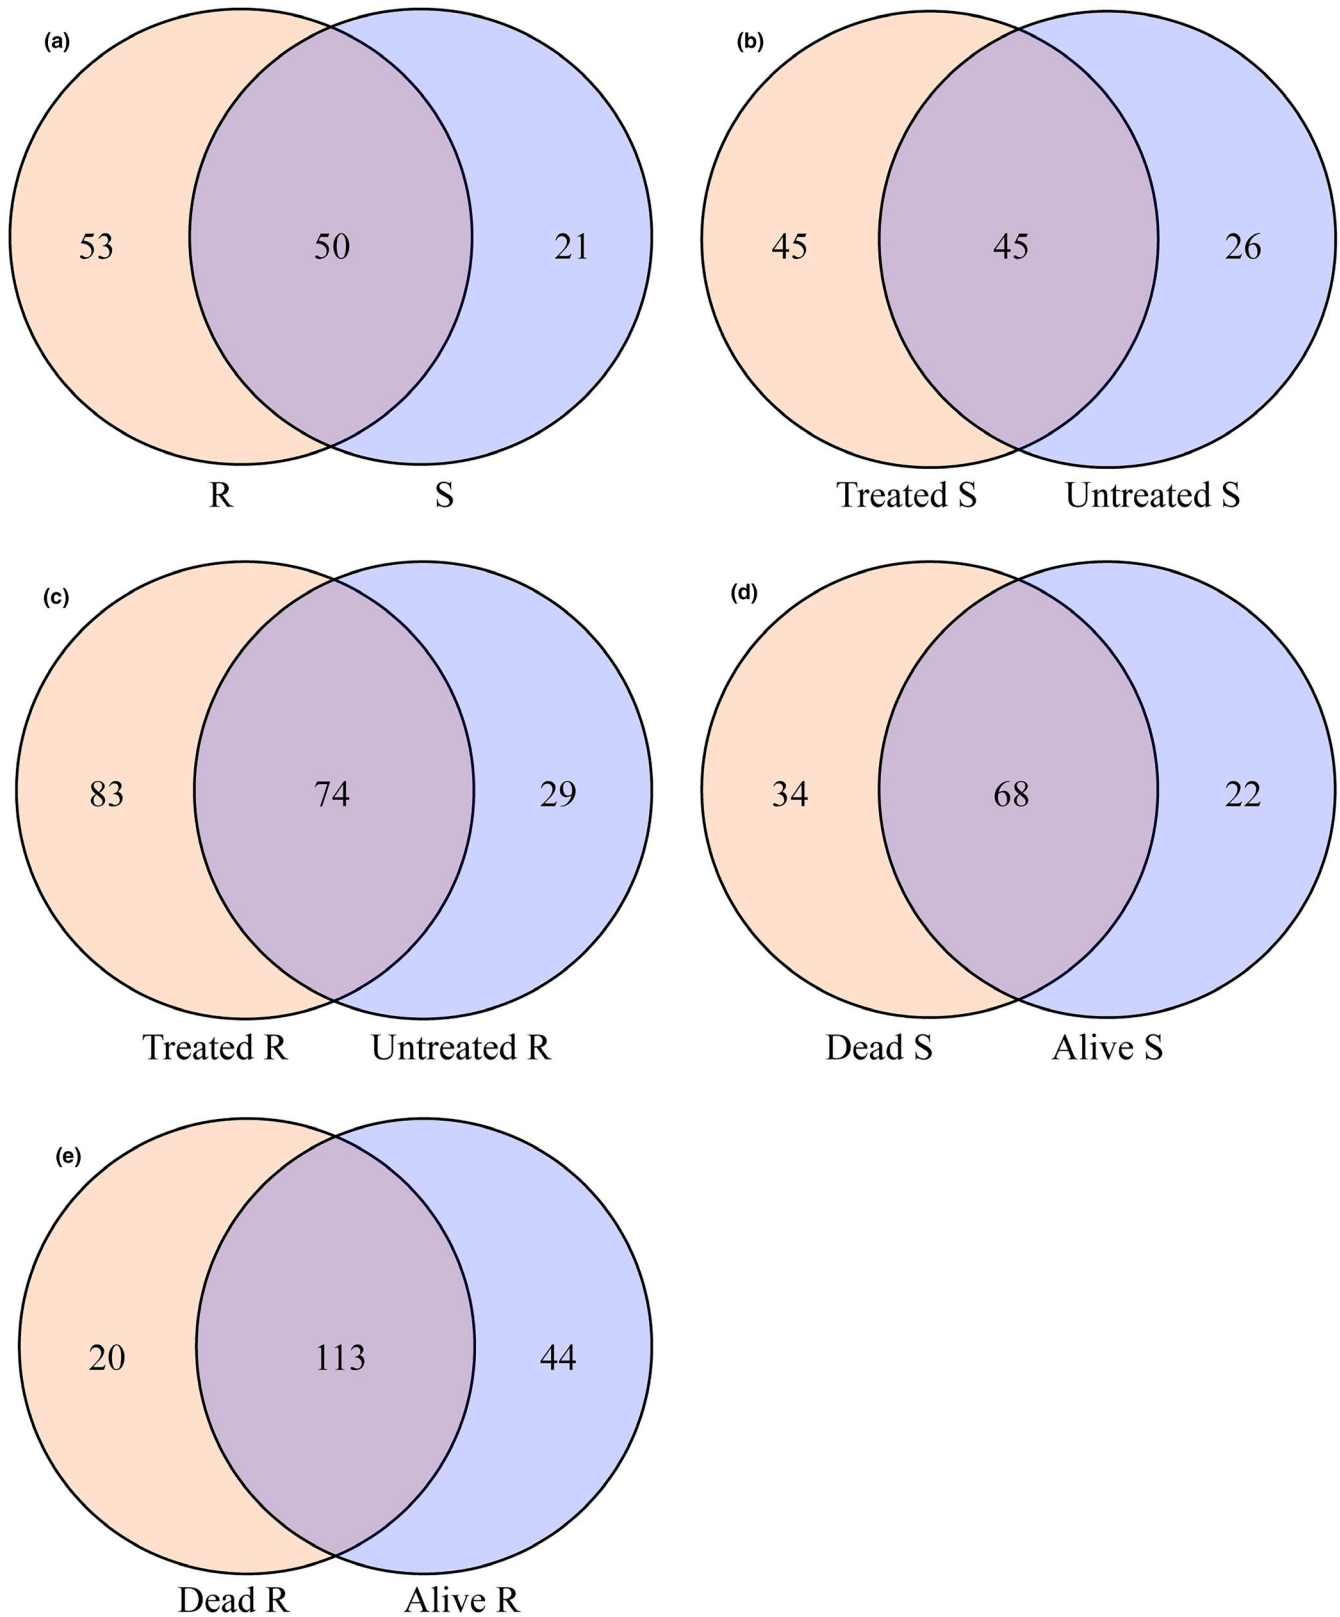 (a)
53 50 21
R S
(b)
45 45 26
Treated S Untreated S
(c)
83 74 29
Treated R Untreated R
(d)
34 68 22
Dead S Alive S
(e)
20 113 44
Dead R Alive R